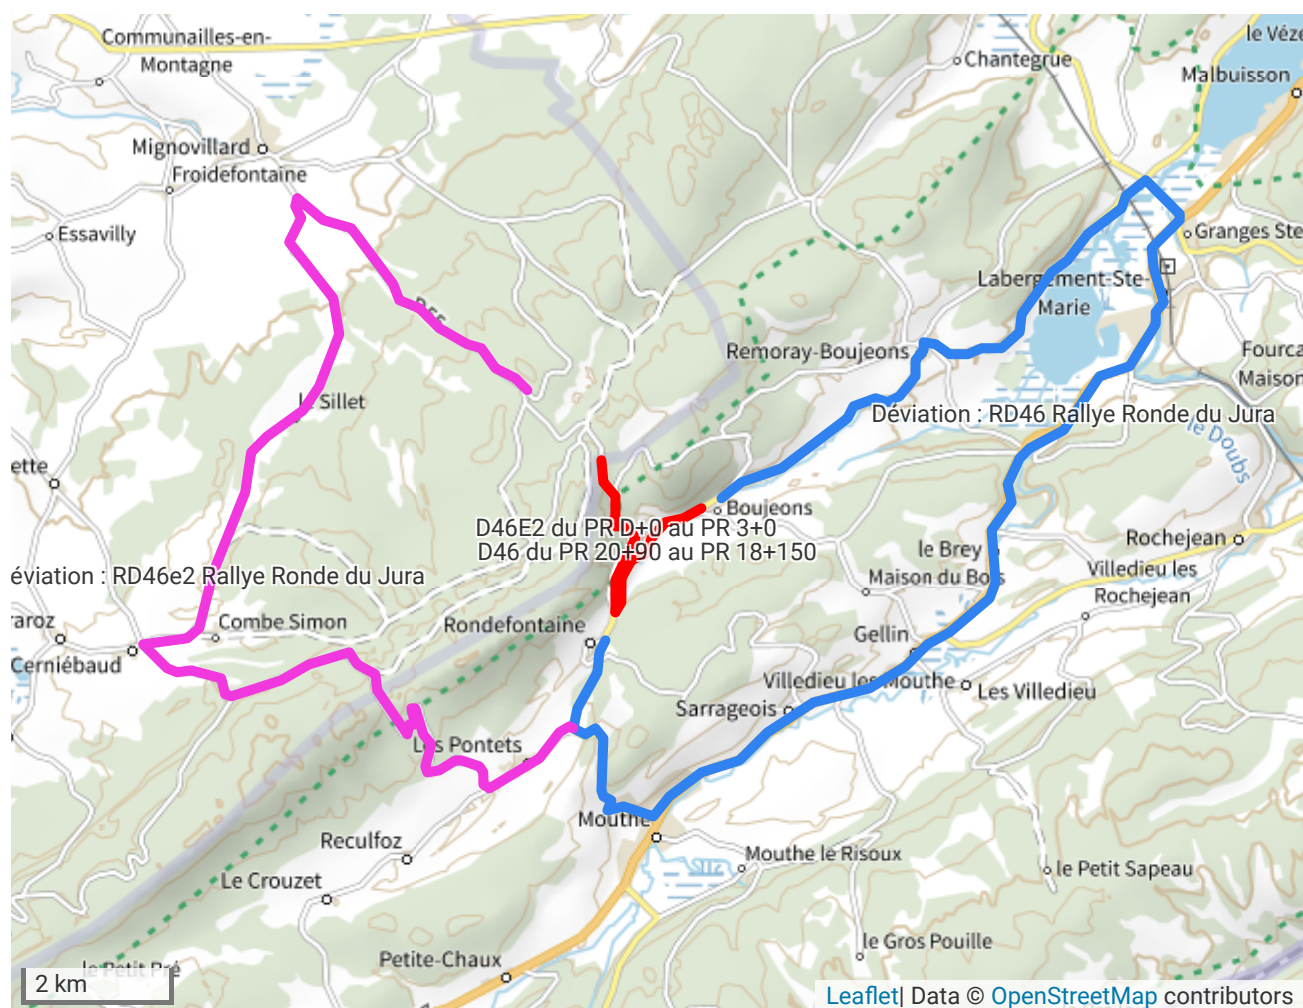 Communailles-en-
Montagne
le Véze
Chantegrue
Malbuisson
Mignovillard
Froidefontaine
Essavilly
Granges Ste
Labergement-Ste-
Marie
Remoray-Boujeons
Fourca
Maison
le Sillet
Déviation : RD46 Rallye Ronde du Jura
le Doubs
ette
Boujeons
D46E2 du PR D+0 au PR 3+0
D46 du PR 20+90 au PR 18+150
Rochejean
le Brey
Maison du Bois
Villedieu les
Rochejean
éviation : RD46e2 Rallye Ronde du Jura
raroz
Combe Simon
Rondefontaine
Gellin
Cerniébaud
Villedieu les Mouthe
Les Villedieu
Sarrageois
Les Pontets
Mouthe
Reculfoz
Mouthe le Risoux
le Petit Sapeau
Le Crouzet
le Gros Pouille
Petite-Chaux
le Petit Pré
2 km
Leaflet| Data © OpenStreetMap contributors